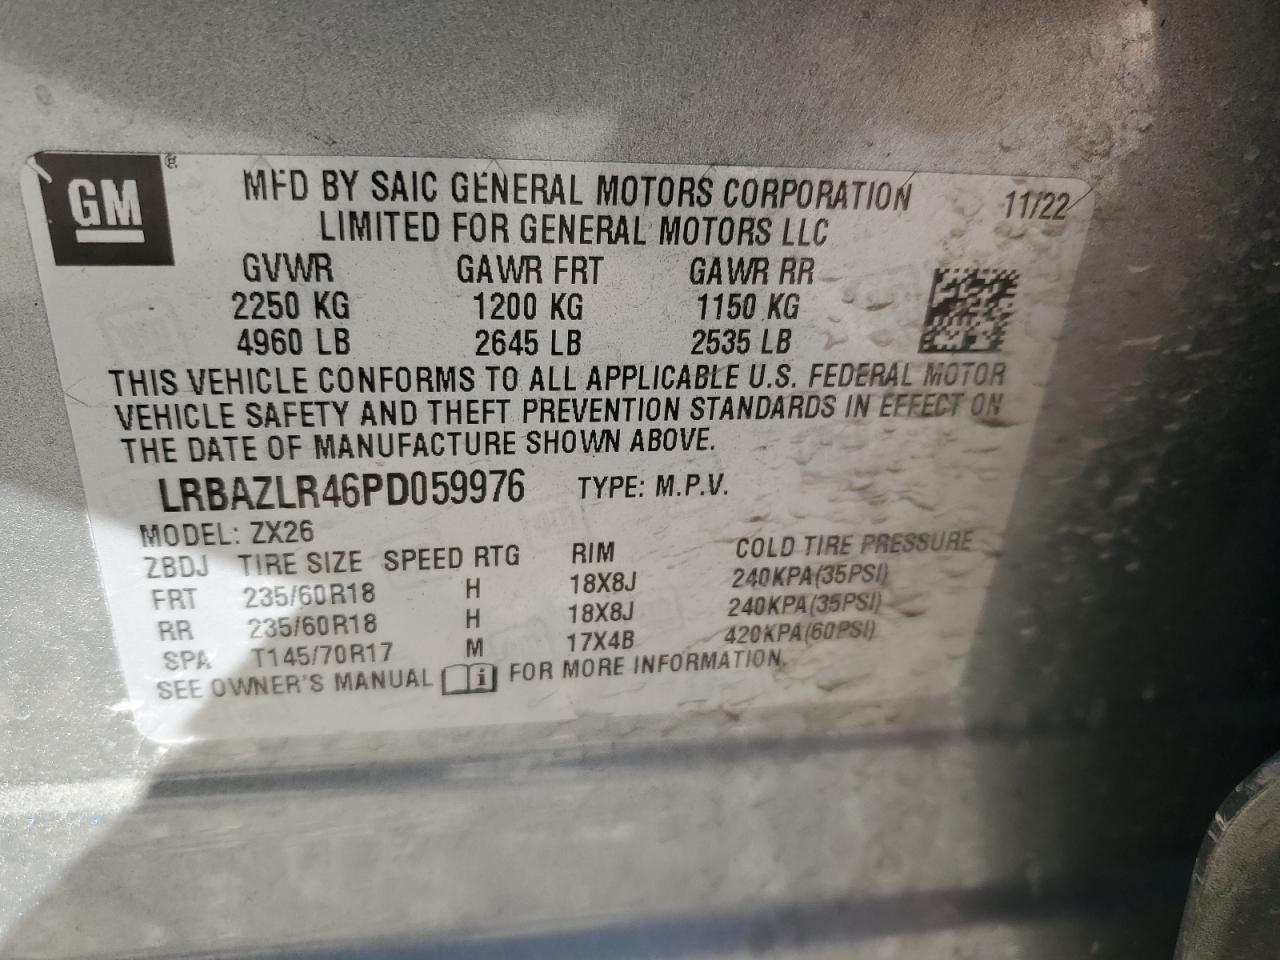 GM ®
MFD BY SAIC GENERAL MOTORS CORPORATION 11/22
LIMITED FOR GENERAL MOTORS LLC
GVWR GAWR FRT GAWR RR
2250 KG 1200 KG 1150 KG
4960 LB 2645 LB 2535 LB
THIS VEHICLE CONFORMS TO ALL APPLICABLE U.S. FEDERAL MOTOR
VEHICLE SAFETY AND THEFT PREVENTION STANDARDS IN EFFECT ON
THE DATE OF MANUFACTURE SHOWN ABOVE.
LRBAZLR46PD059976 TYPE: M.P.V.
MODEL: ZX26
ZBDJ TIRE SIZE SPEED RTG RIM COLD TIRE PRESSURE
FRT 235/60R18 H 18X8J 240KPA(35PSI)
RR 235/60R18 H 18X8J 240KPA(35PSI)
SPA T145/70R17 M 17X4B 420KPA(60PSI)
SEE OWNER'S MANUAL i FOR MORE INFORMATION.